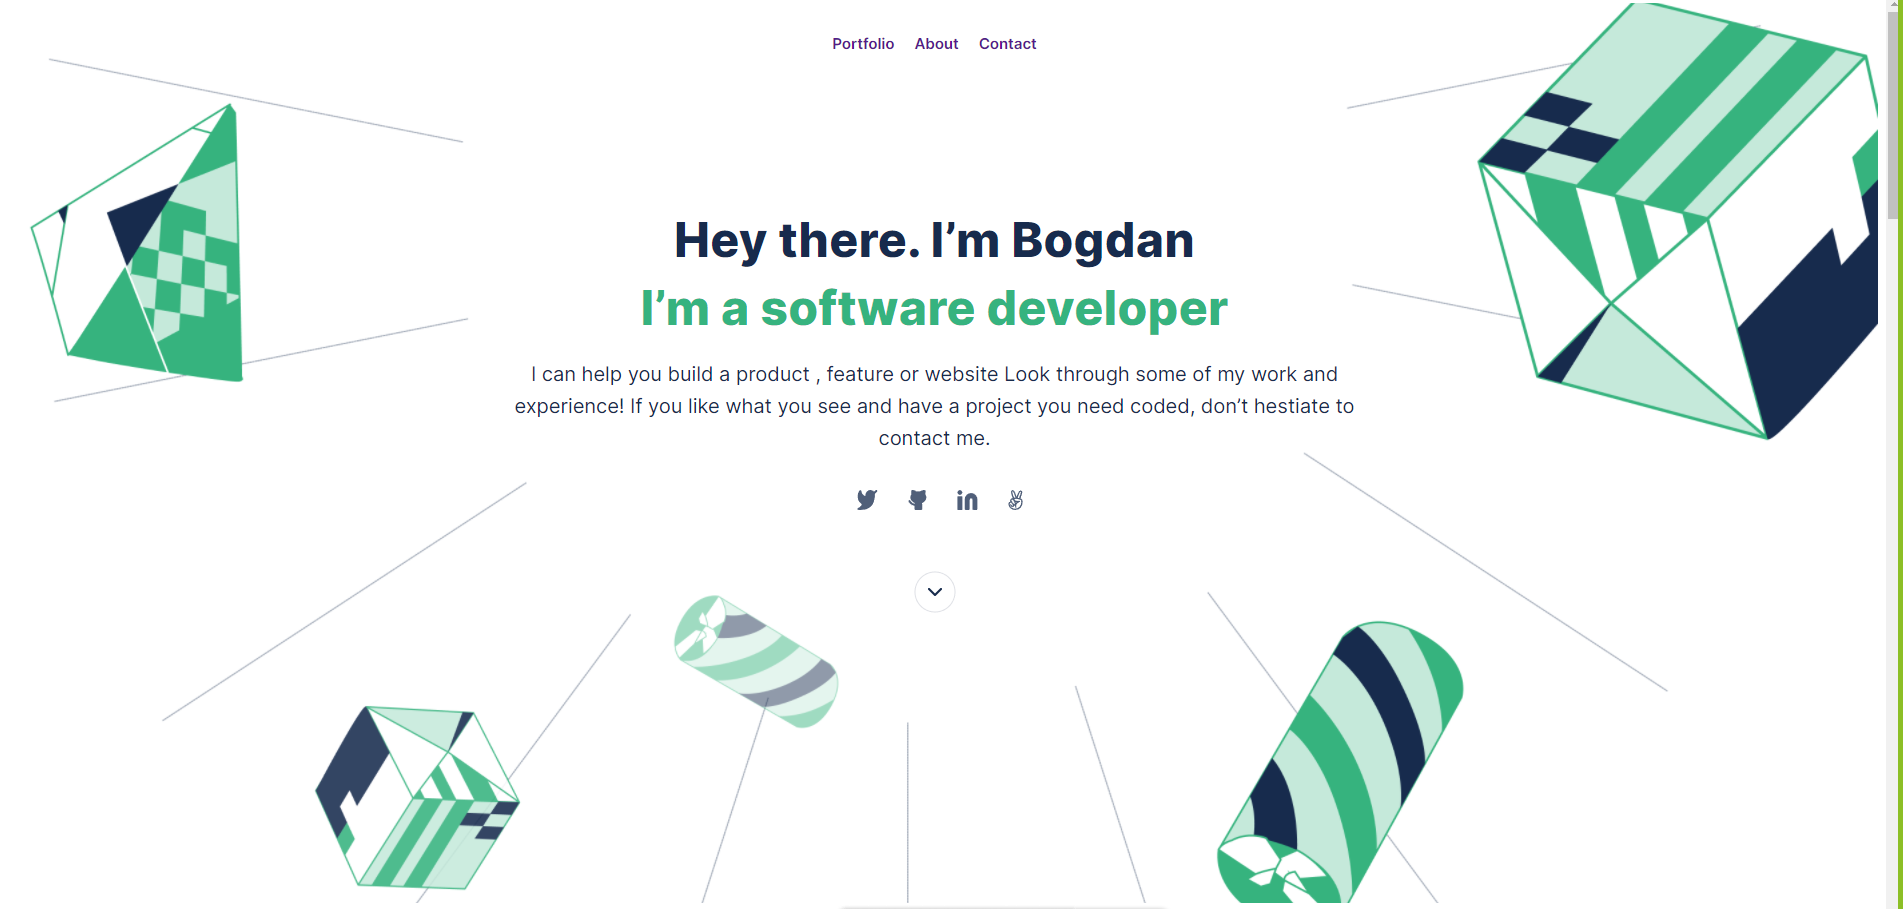 Portfolio About Contact
Hey there. I’m Bogdan
I’m a software developer
I can help you build a product , feature or website Look through some of my work and
experience! If you like what you see and have a project you need coded, don’t hestiate to
contact me.